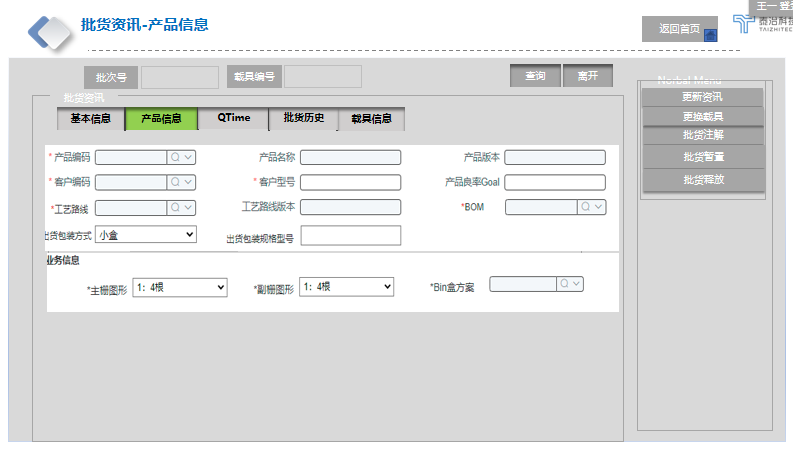 王一 登
批货资讯-产品信息
返回首页
TAIZHITEC
批次号 载具编号 查询 离开
批货资讯
Norbal Menu
基本信息 产品信息 QTime 批货历史 载具信息
更新资讯
更换载具
批货注解
批货暂置
批货释放
* 产品编码 产品名称 产品版本
* 客户编码 * 客户型号 产品良率Goal
*工艺路线 工艺路线版本 *BOM
出货包装方式 小盒 出货包装规格型号
业务信息
*主栅图形 1: 4根 *副栅图形 1: 4根 *Bin盒方案